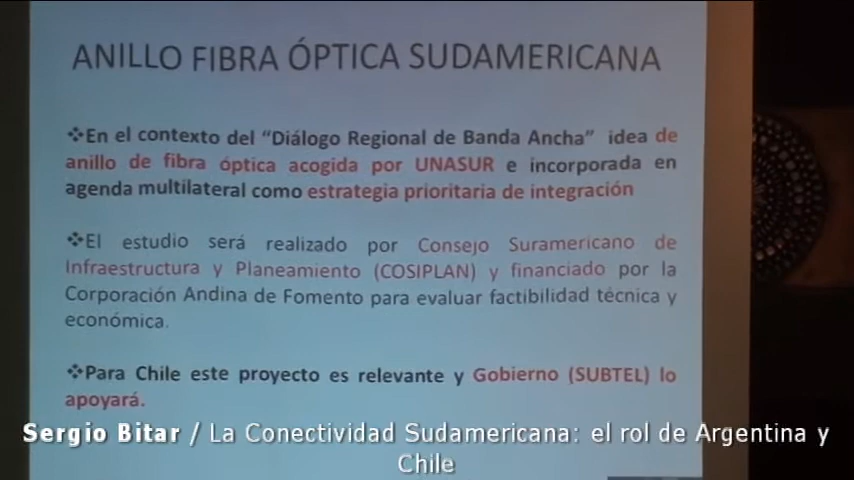 ANILLO FIBRA ÓPTICA SUDAMERICANA
❖En el contexto del “Diálogo Regional de Banda Ancha” idea de
anillo de fibra óptica acogida por UNASUR e incorporada en
agenda multilateral como estrategia prioritaria de integración
❖El estudio será realizado por Consejo Suramericano de
Infraestructura y Planeamiento (COSIPLAN) y financiado por la
Corporación Andina de Fomento para evaluar factibilidad técnica y
económica.
❖Para Chile este proyecto es relevante y Gobierno (SUBTEL) lo
apoyará.
Sergio Bitar / La Conectividad Sudamericana: el rol de Argentina y
Chile